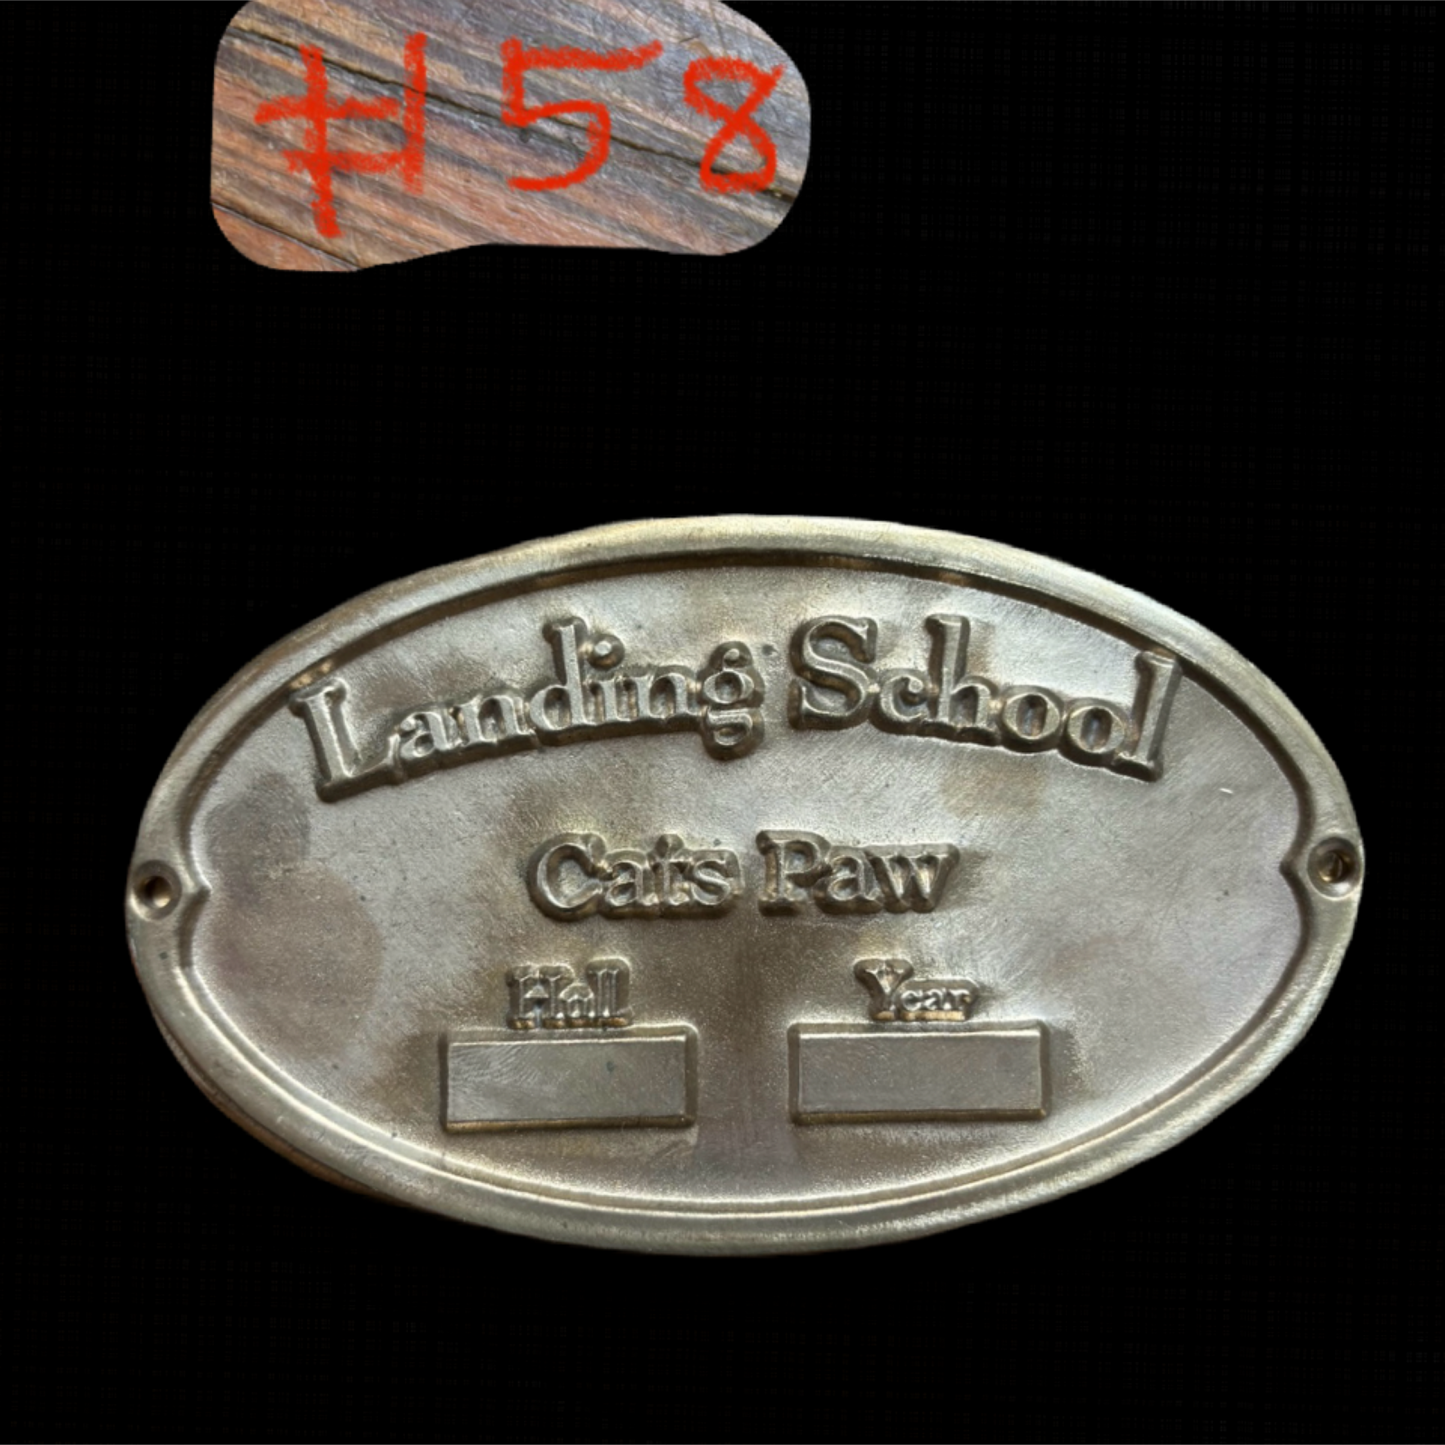 #58
Landing School
Cats Paw
Hull
Year